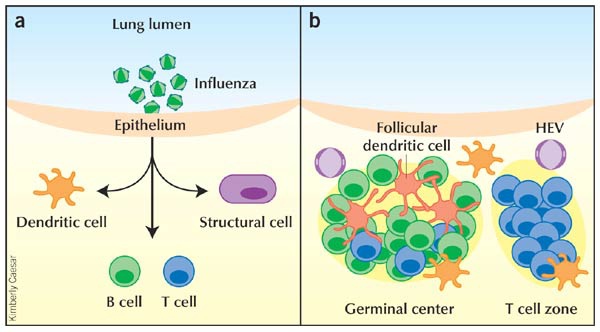 a
Lung lumen
Influenza
Epithelium
Dendritic cell
Structural cell
B cell
T cell
Kimberly Caesar
b
Follicular
dendritic cell
HEV
Germinal center
T cell zone